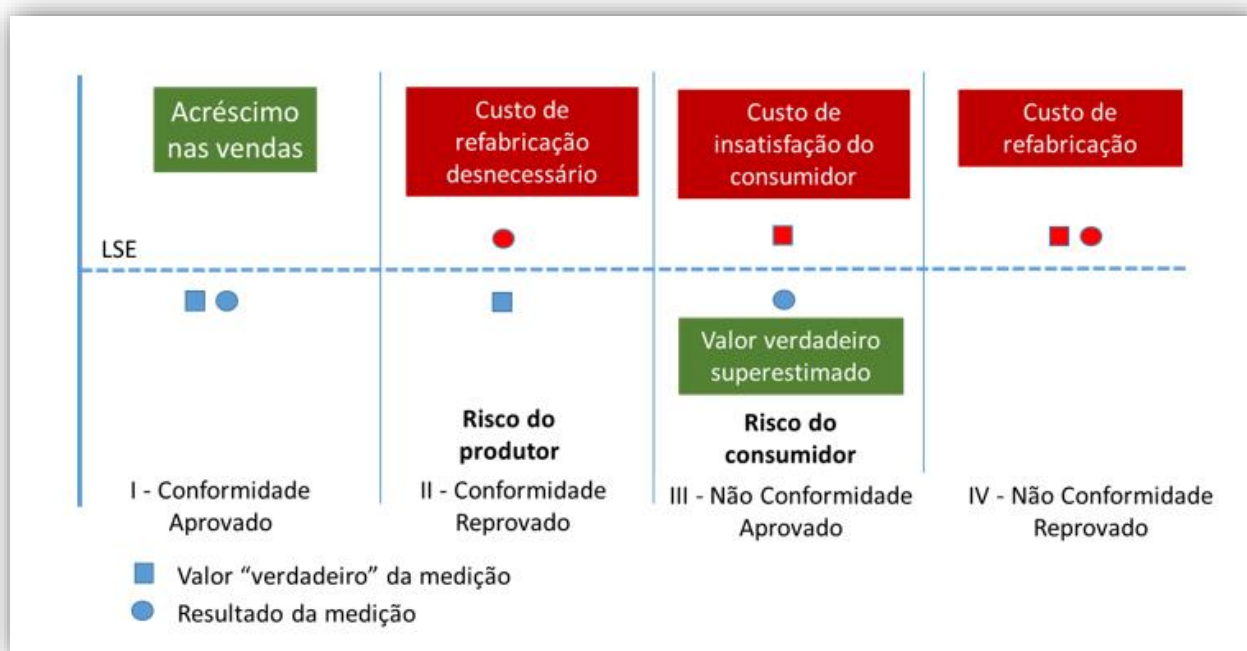 Acréscimo
nas vendas
Custo de
refabricação
desnecessário
Custo de
insatisfação do
consumidor
Custo de
refabricação
LSE
Valor verdadeiro
superestimado
Risco do
produtor
Risco do
consumidor
I - Conformidade
Aprovado
II - Conformidade
Reprovado
III - Não Conformidade
Aprovado
IV - Não Conformidade
Reprovado
Valor “verdadeiro” da medição
Resultado da medição